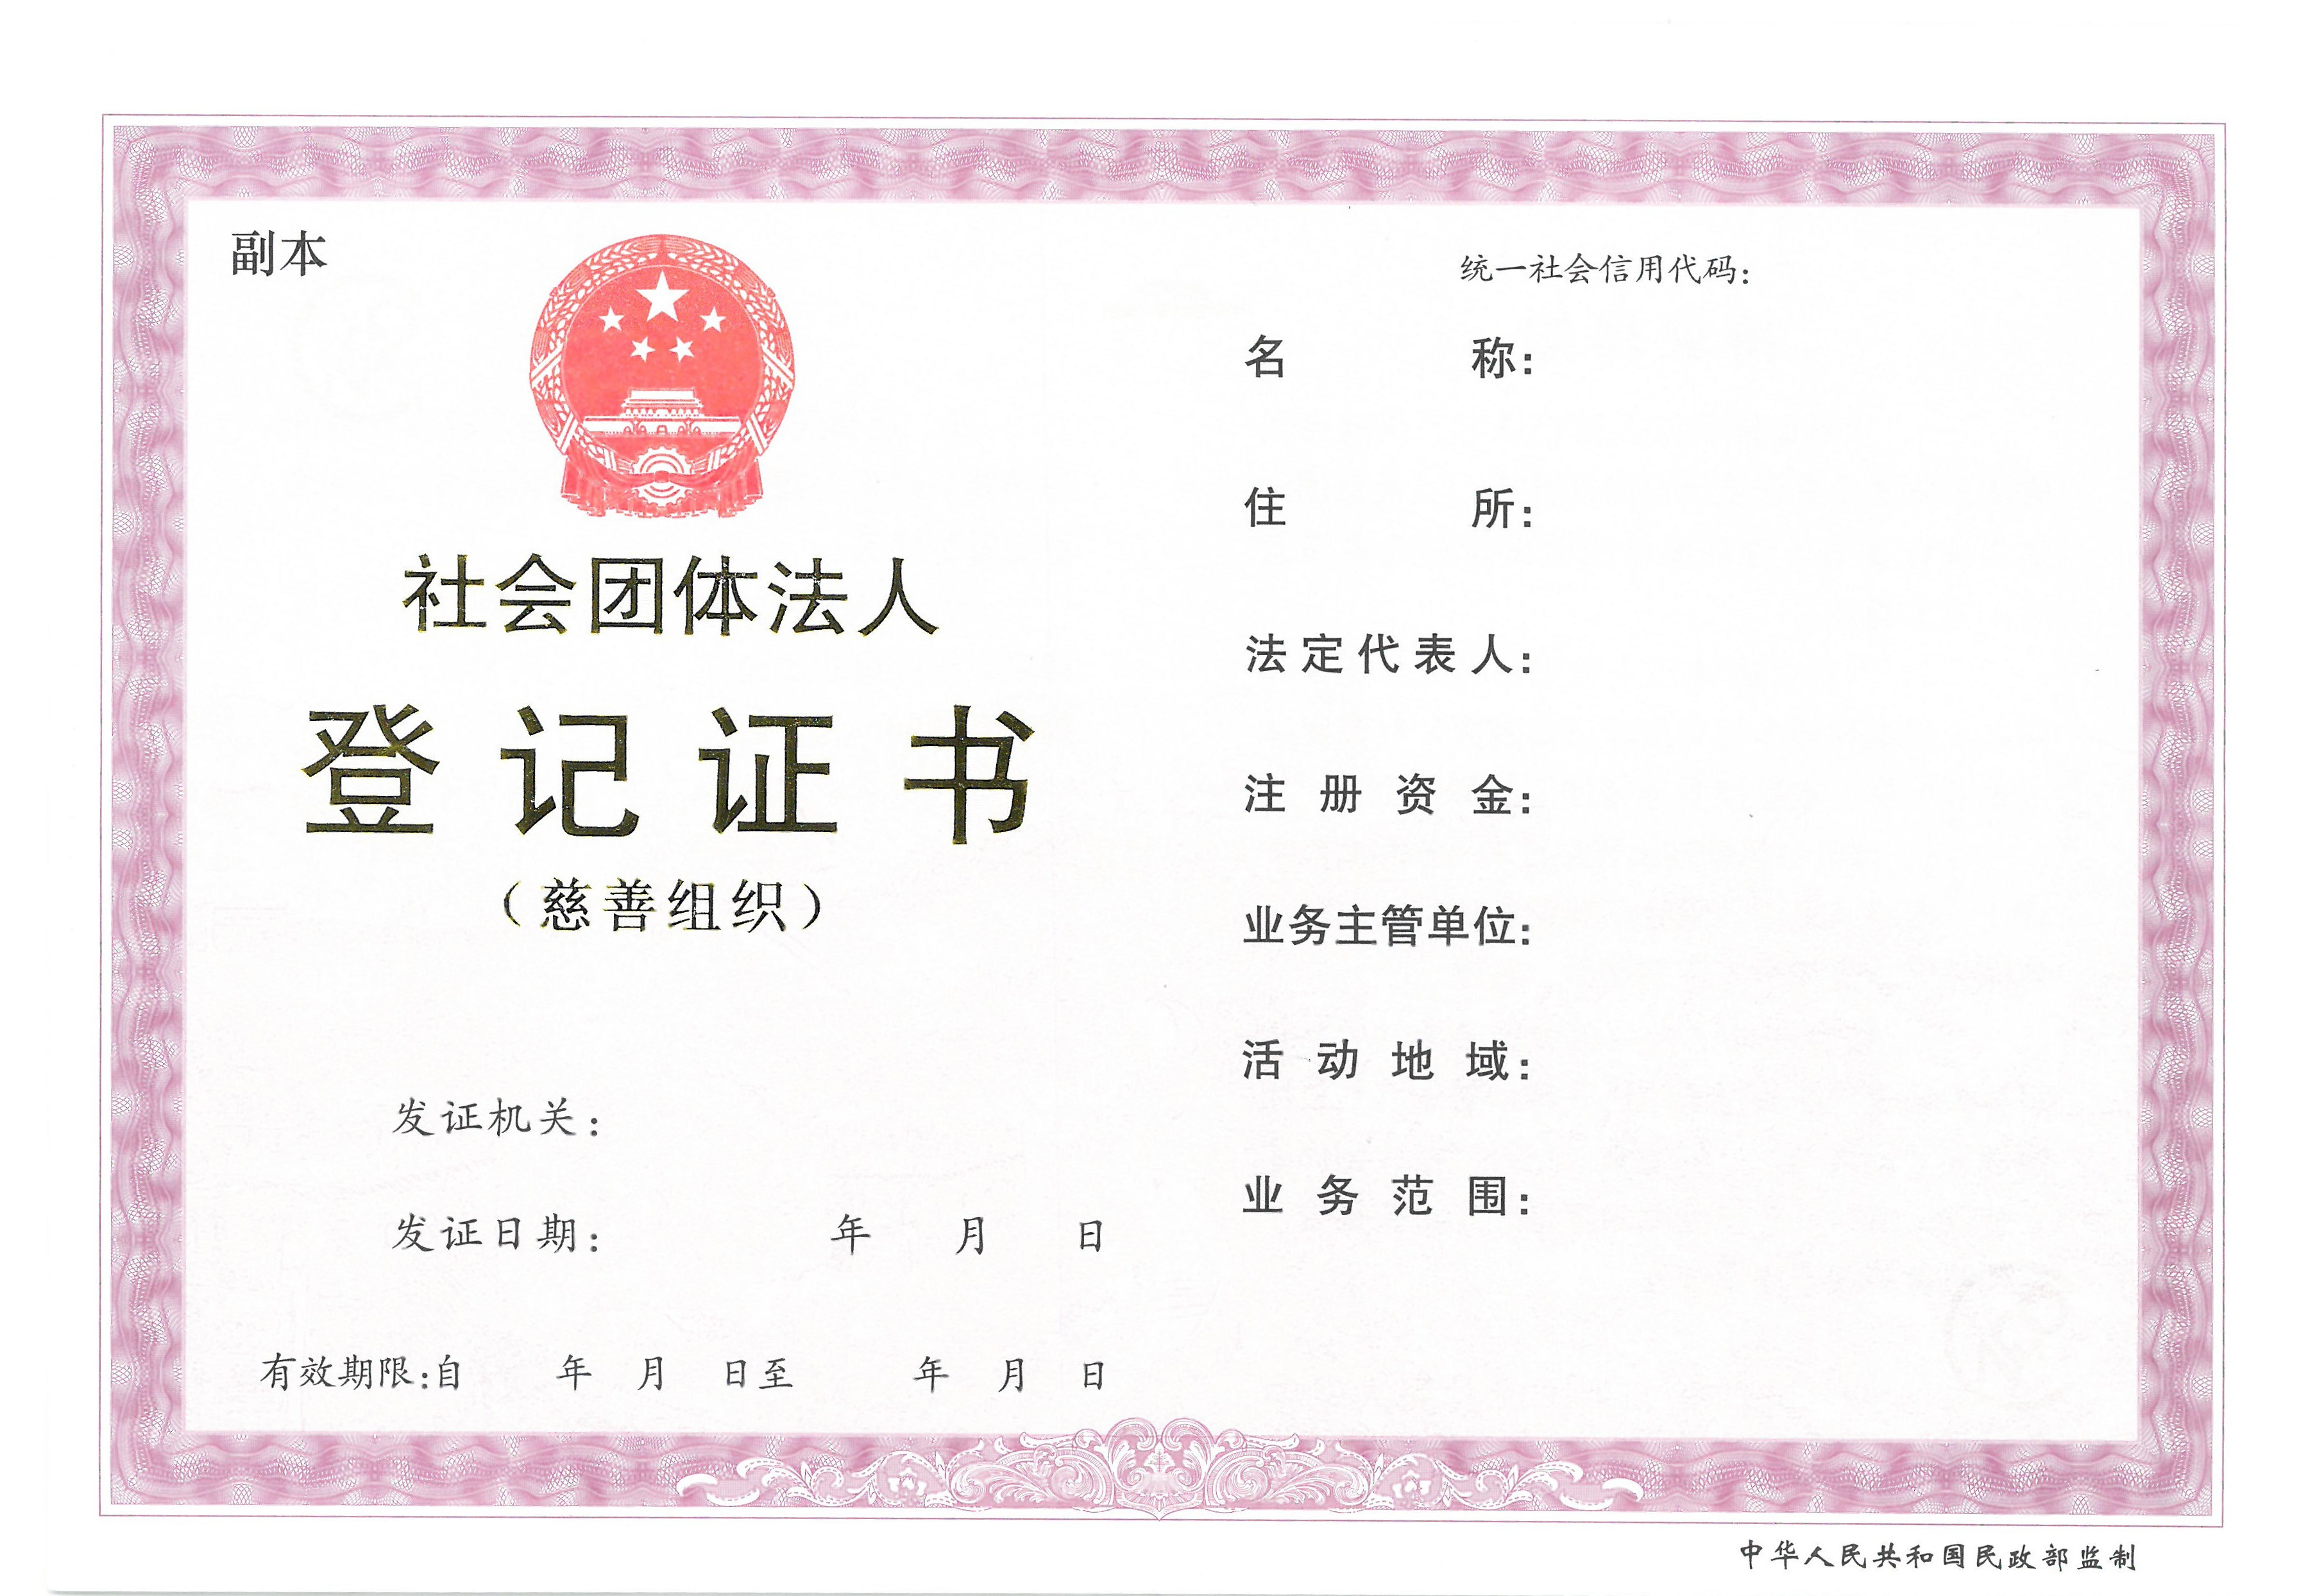 副本
社会团体法人
登记证书
（慈善组织）
发证机关：
发证日期： 年 月 日
有效期限:自 年 月 日至 年 月 日
统一社会信用代码：
名称：
住所：
法定代表人：
注册资金：
业务主管单位：
活动地域：
业务范围：
中华人民共和国民政部监制